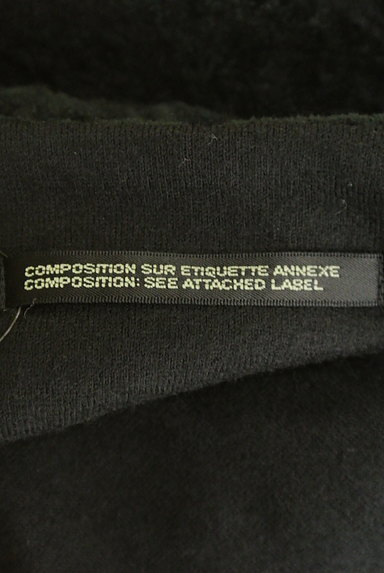 COMPOSITION SUR ETIQUETTE ANNEXE
COMPOSITION: SEE ATTACHED LABEL